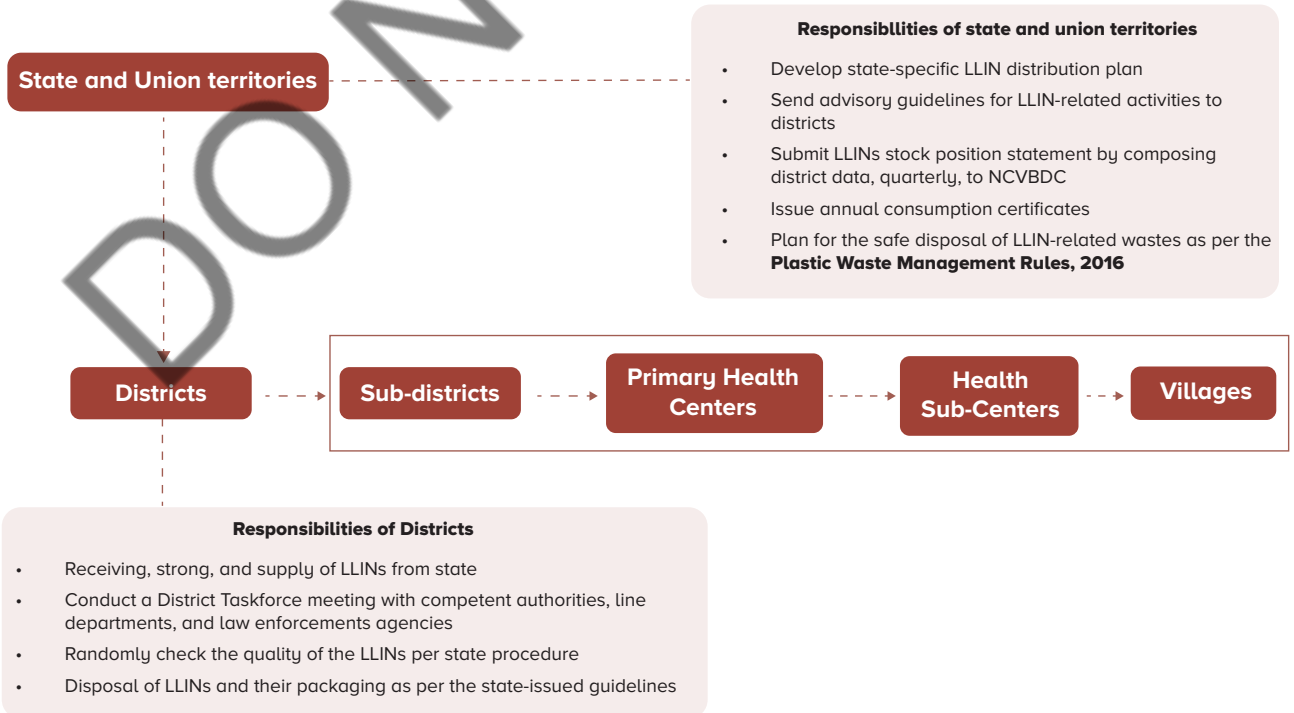 State and Union territories
Responsibllities of state and union territories
• Develop state-specific LLIN distribution plan
• Send advisory guidelines for LLIN-related activities to
districts
• Submit LLINs stock position statement by composing
district data, quarterly, to NCVBDC
• Issue annual consumption certificates
• Plan for the safe disposal of LLIN-related wastes as per the
Plastic Waste Management Rules, 2016
DO N
Districts
Sub-districts
Primary Health
Centers
Health
Sub-Centers
Villages
Responsibilities of Districts
• Receiving, strong, and supply of LLINs from state
• Conduct a District Taskforce meeting with competent authorities, line
departments, and law enforcements agencies
• Randomly check the quality of the LLINs per state procedure
• Disposal of LLINs and their packaging as per the state-issued guidelines